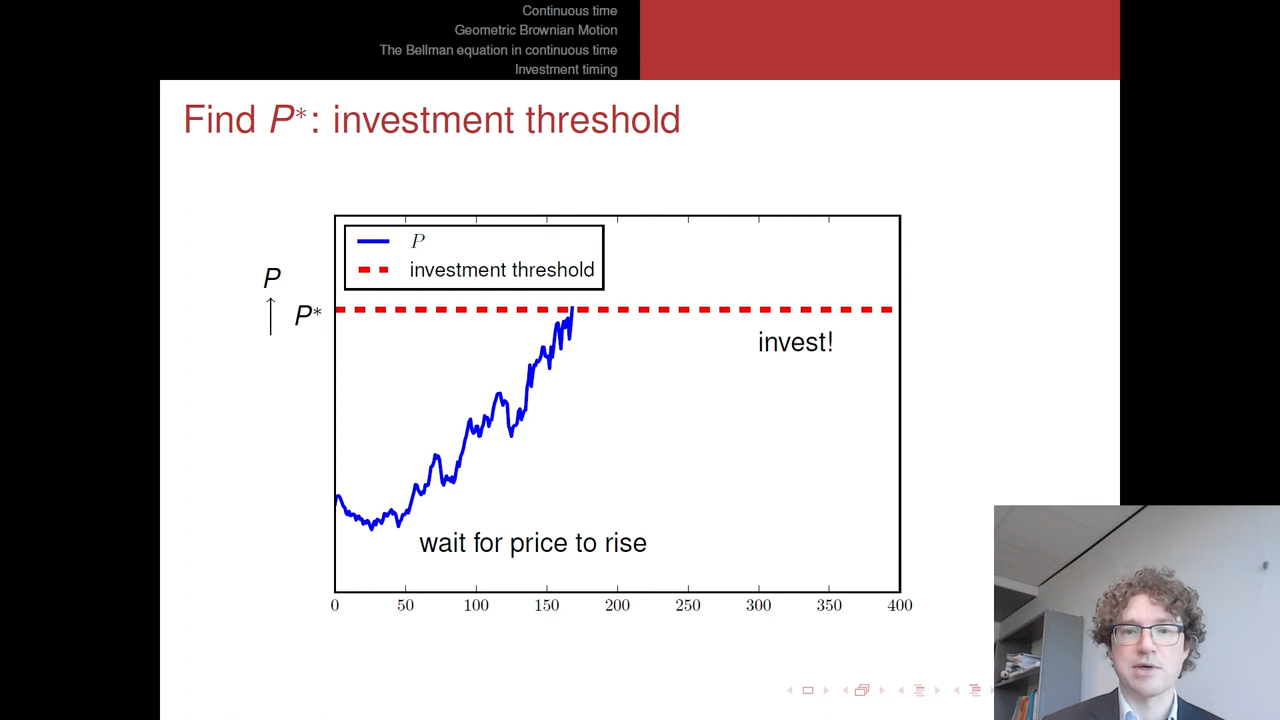 Continuous time
Geometric Brownian Motion
The Bellman equation in continuous time
Investment timing
Find P*: investment threshold
P
investment threshold
P
P*
invest!
wait for price to rise
0 50 100 150 200 250 300 350 400